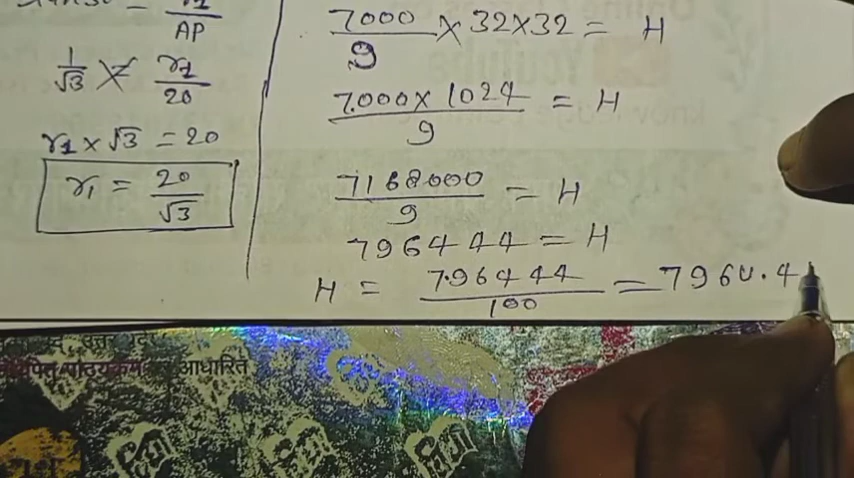 AP
1/√3 = r1/20
r1 × √3 = 20
r1 = 20/√3
7000/9 × 32×32 = H
7000×1024/9 = H
7168000/9 = H
796444 = H
H = 796444/100 = 7964.4
आधारित